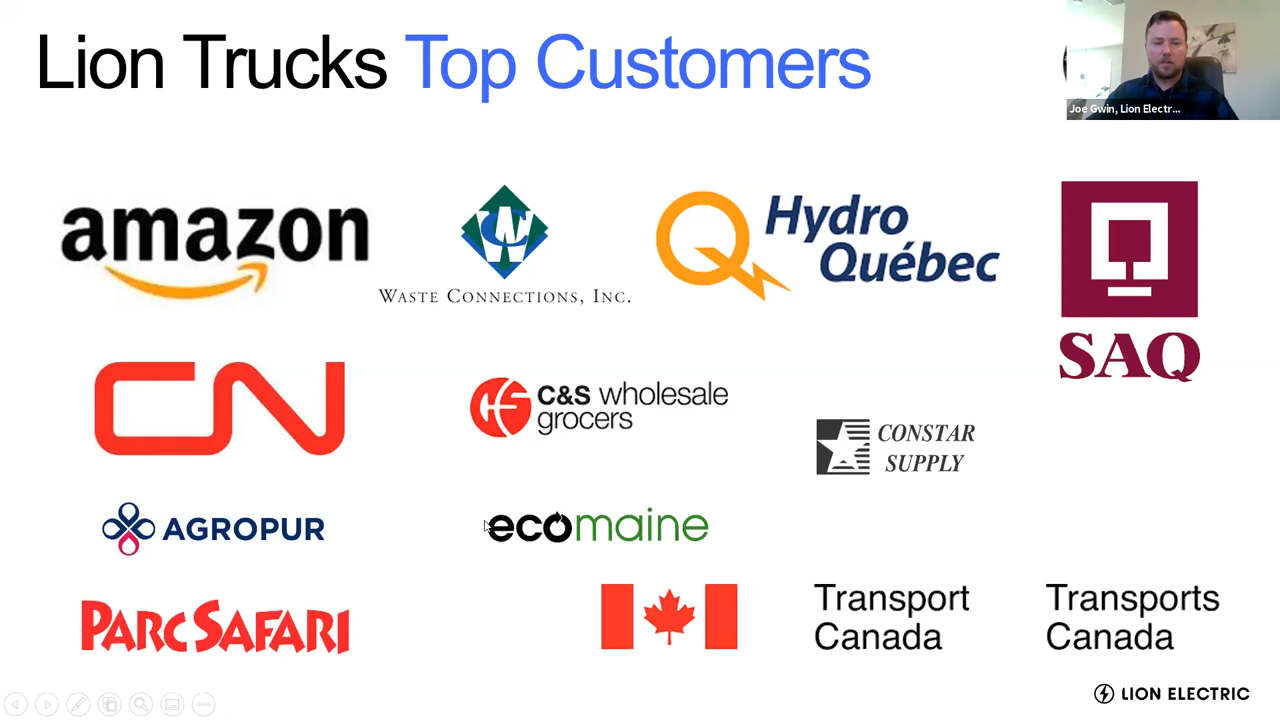 Lion Trucks Top Customers
Joe Gwin, Lion Electr...
amazon
WASTE CONNECTIONS, INC.
Hydro
Québec
SAQ
CN
C&S wholesale
grocers
CONSTAR
SUPPLY
AGROPUR
ecomaine
PARC SAFARI
Transport
Canada
Transports
Canada
LION ELECTRIC